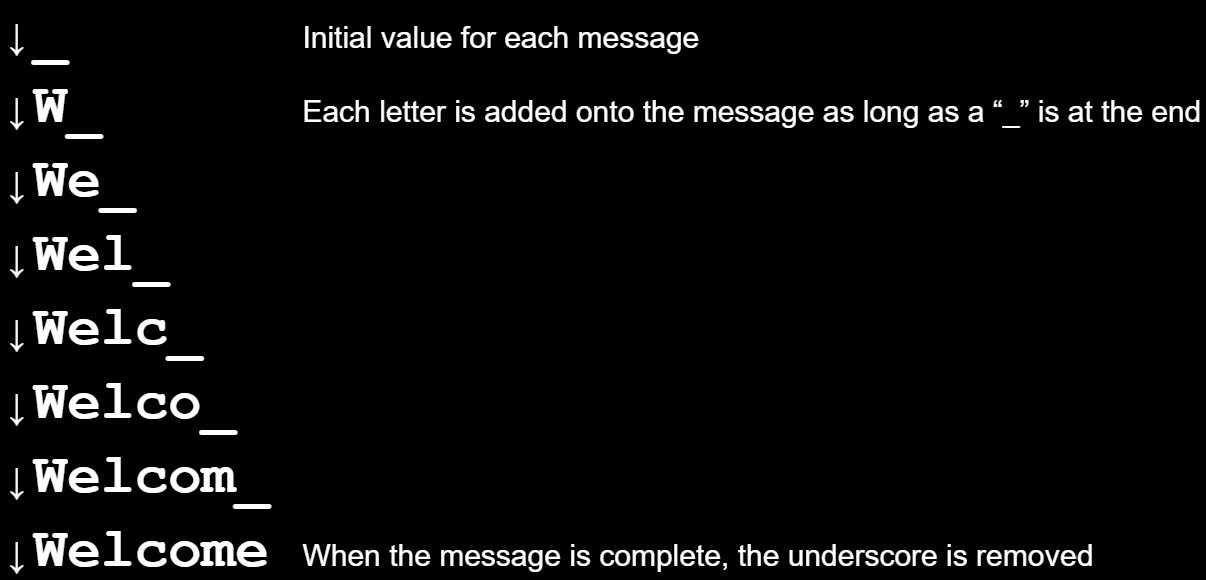 ↓_ Initial value for each message
↓W_ Each letter is added onto the message as long as a “_” is at the end
↓We_
↓Wel_
↓Welc_
↓Welco_
↓Welcom_
↓Welcome When the message is complete, the underscore is removed